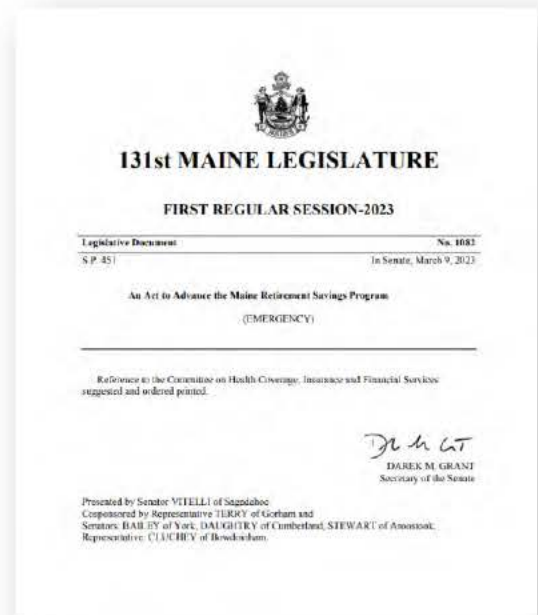 131st MAINE LEGISLATURE
FIRST REGULAR SESSION-2023
Legislative Document No. 1082
S.P. 451 In Senate, March 9, 2023
An Act to Advance the Maine Retirement Savings Program
(EMERGENCY)
Reference to the Committee on Health Coverage, Insurance and Financial Services
suggested and ordered printed.
DAREK M. GRANT
Secretary of the Senate
Presented by Senator VITELLI of Sagadahoc
Cosponsored by Representative TERRY of Gorham and
Senators: BAILEY of York, DAUGHTRY of Cumberland, STEWART of Aroostook,
Representative: CLUCHEY of Bowdoinham.